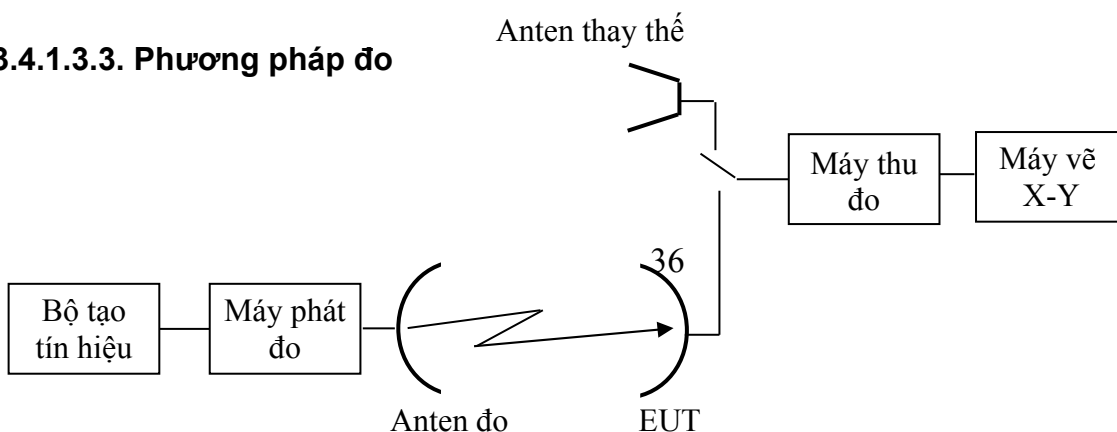 Anten thay thế
3.4.1.3.3. Phương pháp đo
Máy thu
đo
Máy vẽ
X-Y
36
Bộ tạo
tín hiệu
Máy phát
đo
Anten đo
EUT